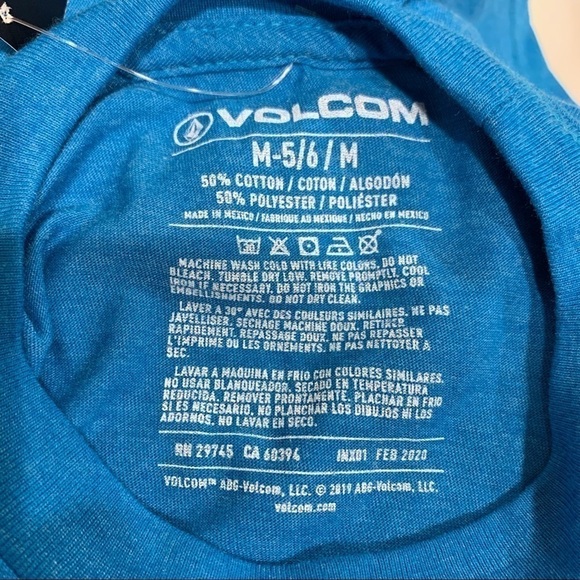 VOLCOM
M-5/6/M
50% COTTON / COTON / ALGODÓN
50% POLYESTER / POLIÉSTER
MADE IN MEXICO / FABRIQUE AU MEXIQUE / HECHO EN MEXICO
30
MACHINE WASH COLD WITH LIKE COLORS. DO NOT
BLEACH. TUMBLE DRY LOW. REMOVE PROMPTLY. COOL
IRON IF NECESSARY. DO NOT IRON THE GRAPHICS OR
EMBELLISHMENTS. DO NOT DRY CLEAN.
LAVER A 30° AVEC DES COULEURS SIMILAIRES. NE PAS
JAVELLISER. SECHAGE MACHINE DOUX. RETIRER
RAPIDEMENT. REPASSAGE DOUX. NE PAS REPASSER
L'IMPRIME OU LES ORNEMENTS. NE PAS NETTOYER A
SEC.
LAVAR A MAQUINA EN FRIO CON COLORES SIMILARES.
NO USAR BLANQUEADOR. SECADO EN TEMPERATURA
REDUCIDA. REMOVER PRONTAMENTE. PLACHAR EN FRIO
SI ES NECESARIO. NO PLANCHAR LOS DIBUJOS NI LOS
ADORNOS. NO LAVAR EN SECO.
RN 29745 CA 60394 INX01 FEB 2020
VOLCOM™ ABG-Volcom, LLC. © 2019 ABG-Volcom, LLC.
Volcom.com